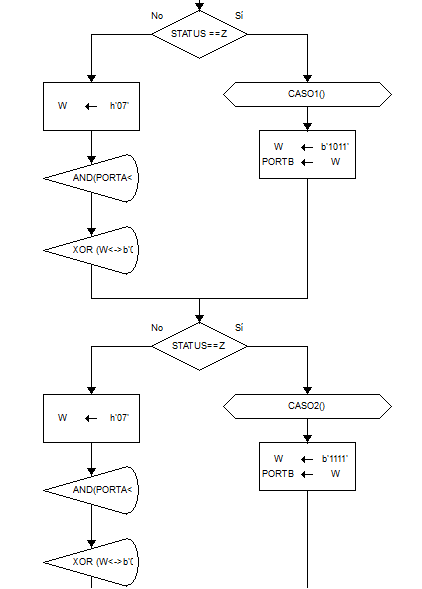 No Sí
STATUS ==Z
W ← h'07'
CASO1()
W ← b'1011'
PORTB ← W
AND(PORTA<
XOR (W<->b'(
No Sí
STATUS==Z
W ← h'07'
CASO2()
W ← b'1111'
PORTB ← W
AND(PORTA<
XOR (W<->b'(